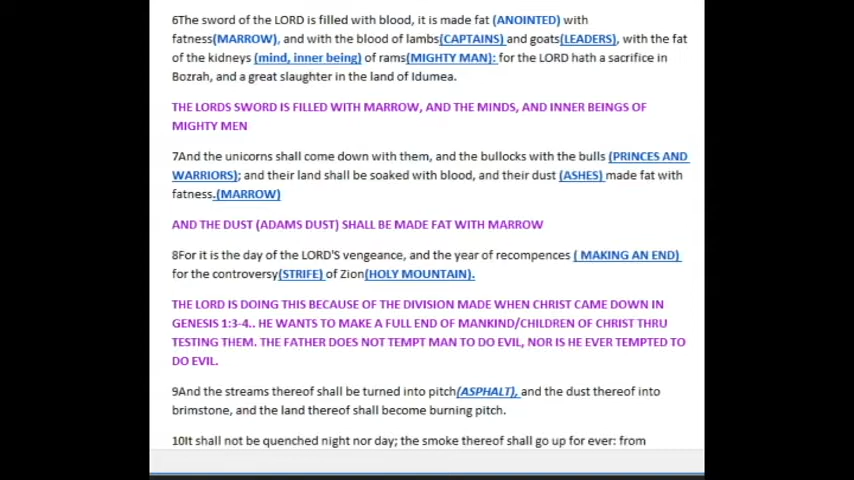 6The sword of the LORD is filled with blood, it is made fat (ANOINTED) with
fatness(MARROW), and with the blood of lambs(CAPTAINS) and goats(LEADERS), with the fat
of the kidneys (mind, inner being) of rams(MIGHTY MAN): for the LORD hath a sacrifice in
Bozrah, and a great slaughter in the land of Idumea.
THE LORDS SWORD IS FILLED WITH MARROW, AND THE MINDS, AND INNER BEINGS OF
MIGHTY MEN
7And the unicorns shall come down with them, and the bullocks with the bulls (PRINCES AND
WARRIORS); and their land shall be soaked with blood, and their dust (ASHES) made fat with
fatness.(MARROW)
AND THE DUST (ADAMS DUST) SHALL BE MADE FAT WITH MARROW
8For it is the day of the LORD'S vengeance, and the year of recompences ( MAKING AN END)
for the controversy(STRIFE) of Zion(HOLY MOUNTAIN).
THE LORD IS DOING THIS BECAUSE OF THE DIVISION MADE WHEN CHRIST CAME DOWN IN
GENESIS 1:3-4.. HE WANTS TO MAKE A FULL END OF MANKIND/CHILDREN OF CHRIST THRU
TESTING THEM. THE FATHER DOES NOT TEMPT MAN TO DO EVIL, NOR IS HE EVER TEMPTED TO
DO EVIL.
9And the streams thereof shall be turned into pitch(ASPHALT), and the dust thereof into
brimstone, and the land thereof shall become burning pitch.
10It shall not be quenched night nor day; the smoke thereof shall go up for ever: from